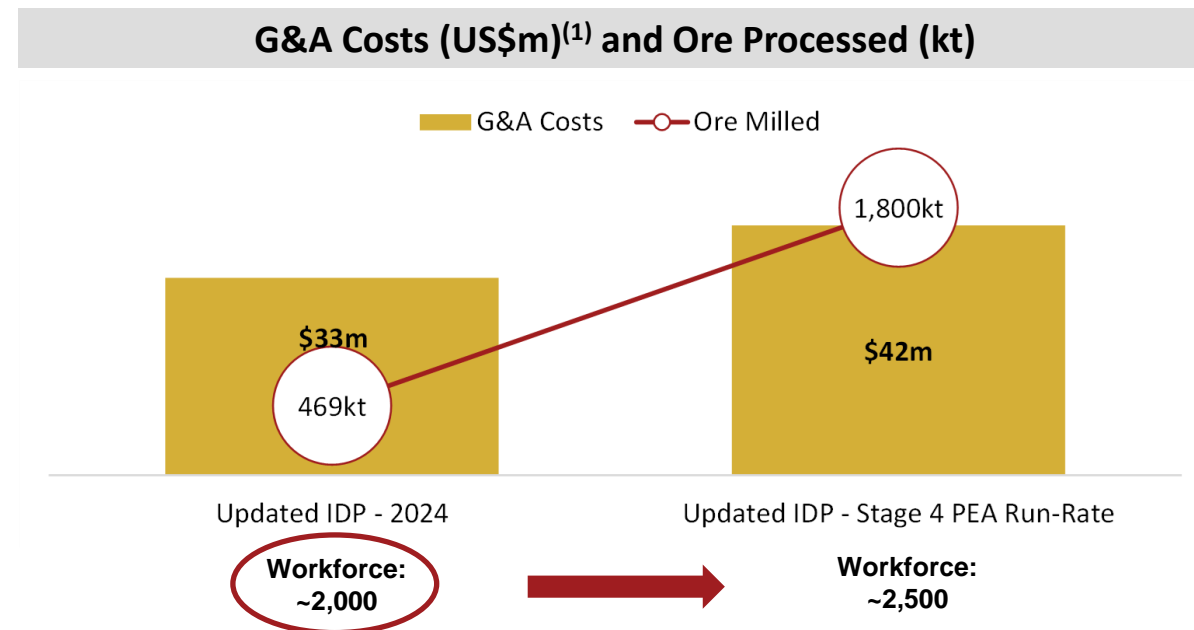 G&A Costs (US$m)(1) and Ore Processed (kt)
G&A Costs Ore Milled
1,800kt
$33m
$42m
469kt
Updated IDP - 2024 Updated IDP - Stage 4 PEA Run-Rate
Workforce:
~2,000
Workforce:
~2,500